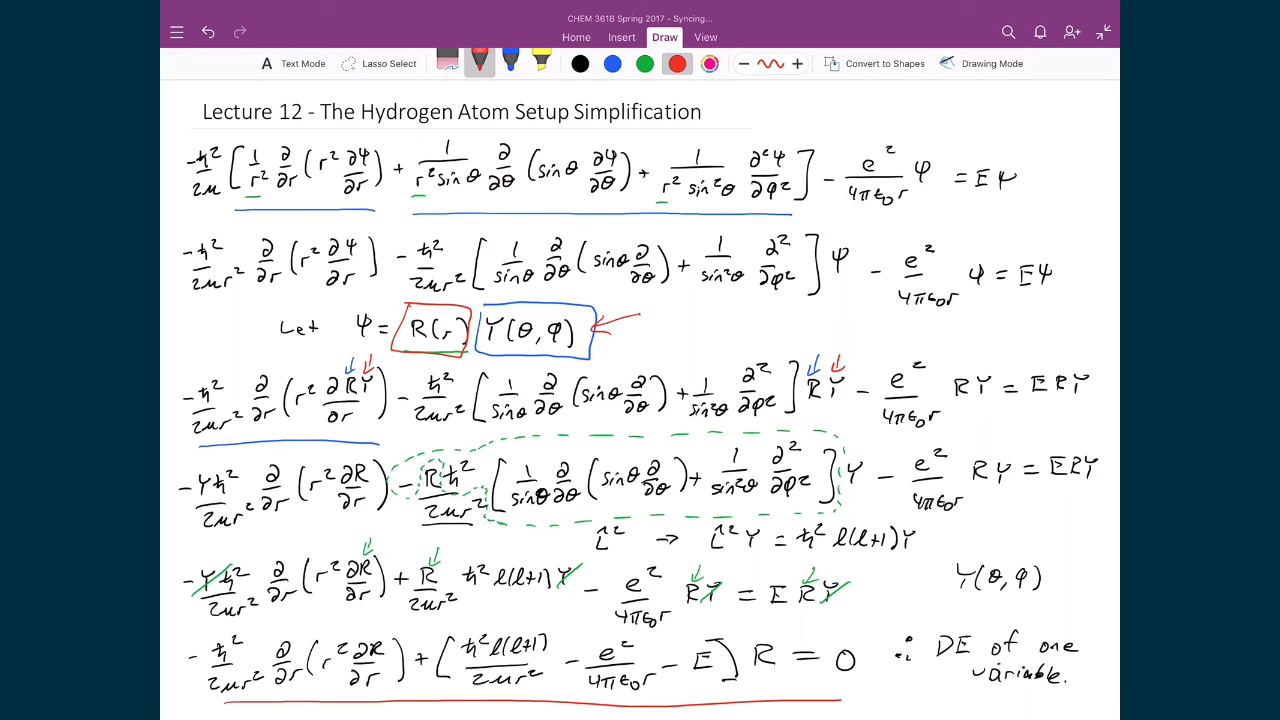 CHEM 361B Spring 2017 - Syncing...
Home Insert Draw View
A Text Mode Lasso Select Convert to Shapes Drawing Mode
Lecture 12 - The Hydrogen Atom Setup Simplification
-ħ²/2μ [ 1/r² ∂/∂r (r² ∂Ψ/∂r) + 1/(r² sinθ) ∂/∂θ (sinθ ∂Ψ/∂θ) + 1/(r² sin²θ) ∂²Ψ/∂φ² ] - e²/(4πε₀r) Ψ = EΨ
-ħ²/2μr² ∂/∂r (r² ∂Ψ/∂r) - ħ²/2μr² [ 1/sinθ ∂/∂θ (sinθ ∂/∂θ) + 1/sin²θ ∂²/∂φ² ] Ψ - e²/(4πε₀r) Ψ = EΨ
Let Ψ = R(r) Y(θ,φ)
-ħ²/2μr² ∂/∂r (r² ∂RY/∂r) - ħ²/2μr² [ 1/sinθ ∂/∂θ (sinθ ∂/∂θ) + 1/sin²θ ∂²/∂φ² ] RY - e²/(4πε₀r) RY = ERY
-Yħ²/2μr² ∂/∂r (r² ∂R/∂r) - Rħ²/2μr² [ 1/sinθ ∂/∂θ (sinθ ∂/∂θ) + 1/sin²θ ∂²/∂φ² ] Y - e²/(4πε₀r) RY = ERY
L̂² → L̂²Y = ħ² l(l+1)Y
-Yħ²/2μr² ∂/∂r (r² ∂R/∂r) + R/2μr² ħ² l(l+1) Y - e²/(4πε₀r) RY = E RY
Y(θ,φ)
-ħ²/2μr² ∂/∂r (r² ∂R/∂r) + [ ħ²l(l+1)/2μr² - e²/(4πε₀r) - E ] R = 0
∴ DE of one
variable.